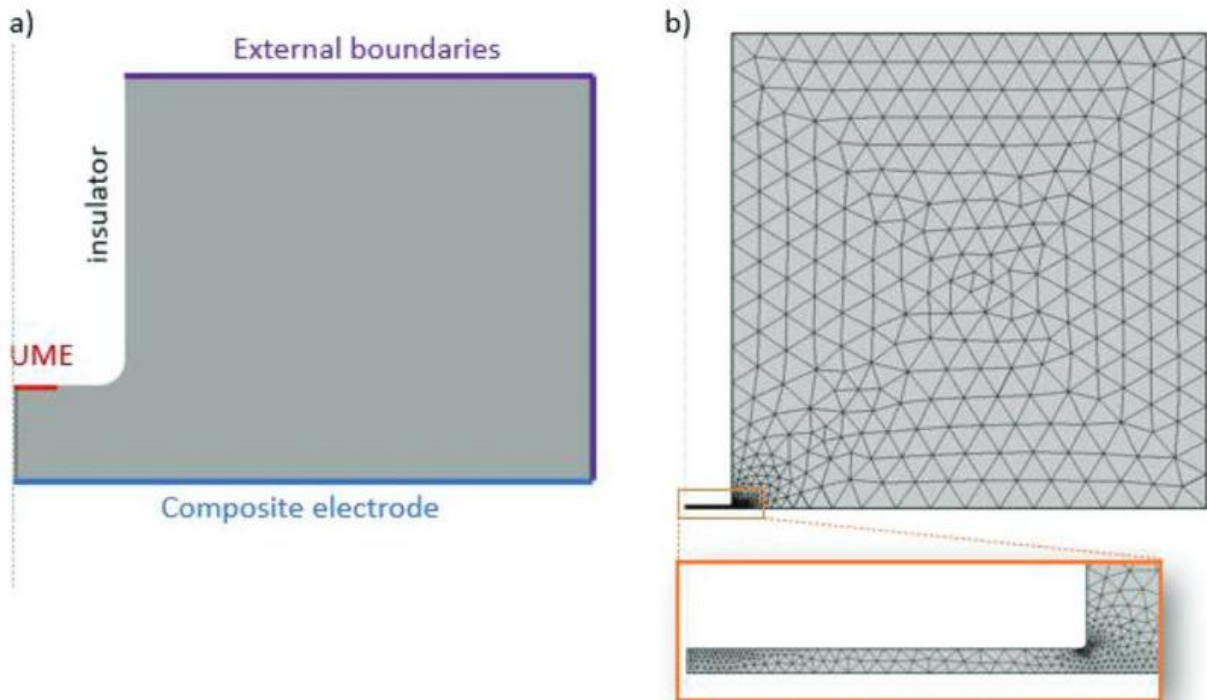 a)
External boundaries
insulator
UME
Composite electrode
b)